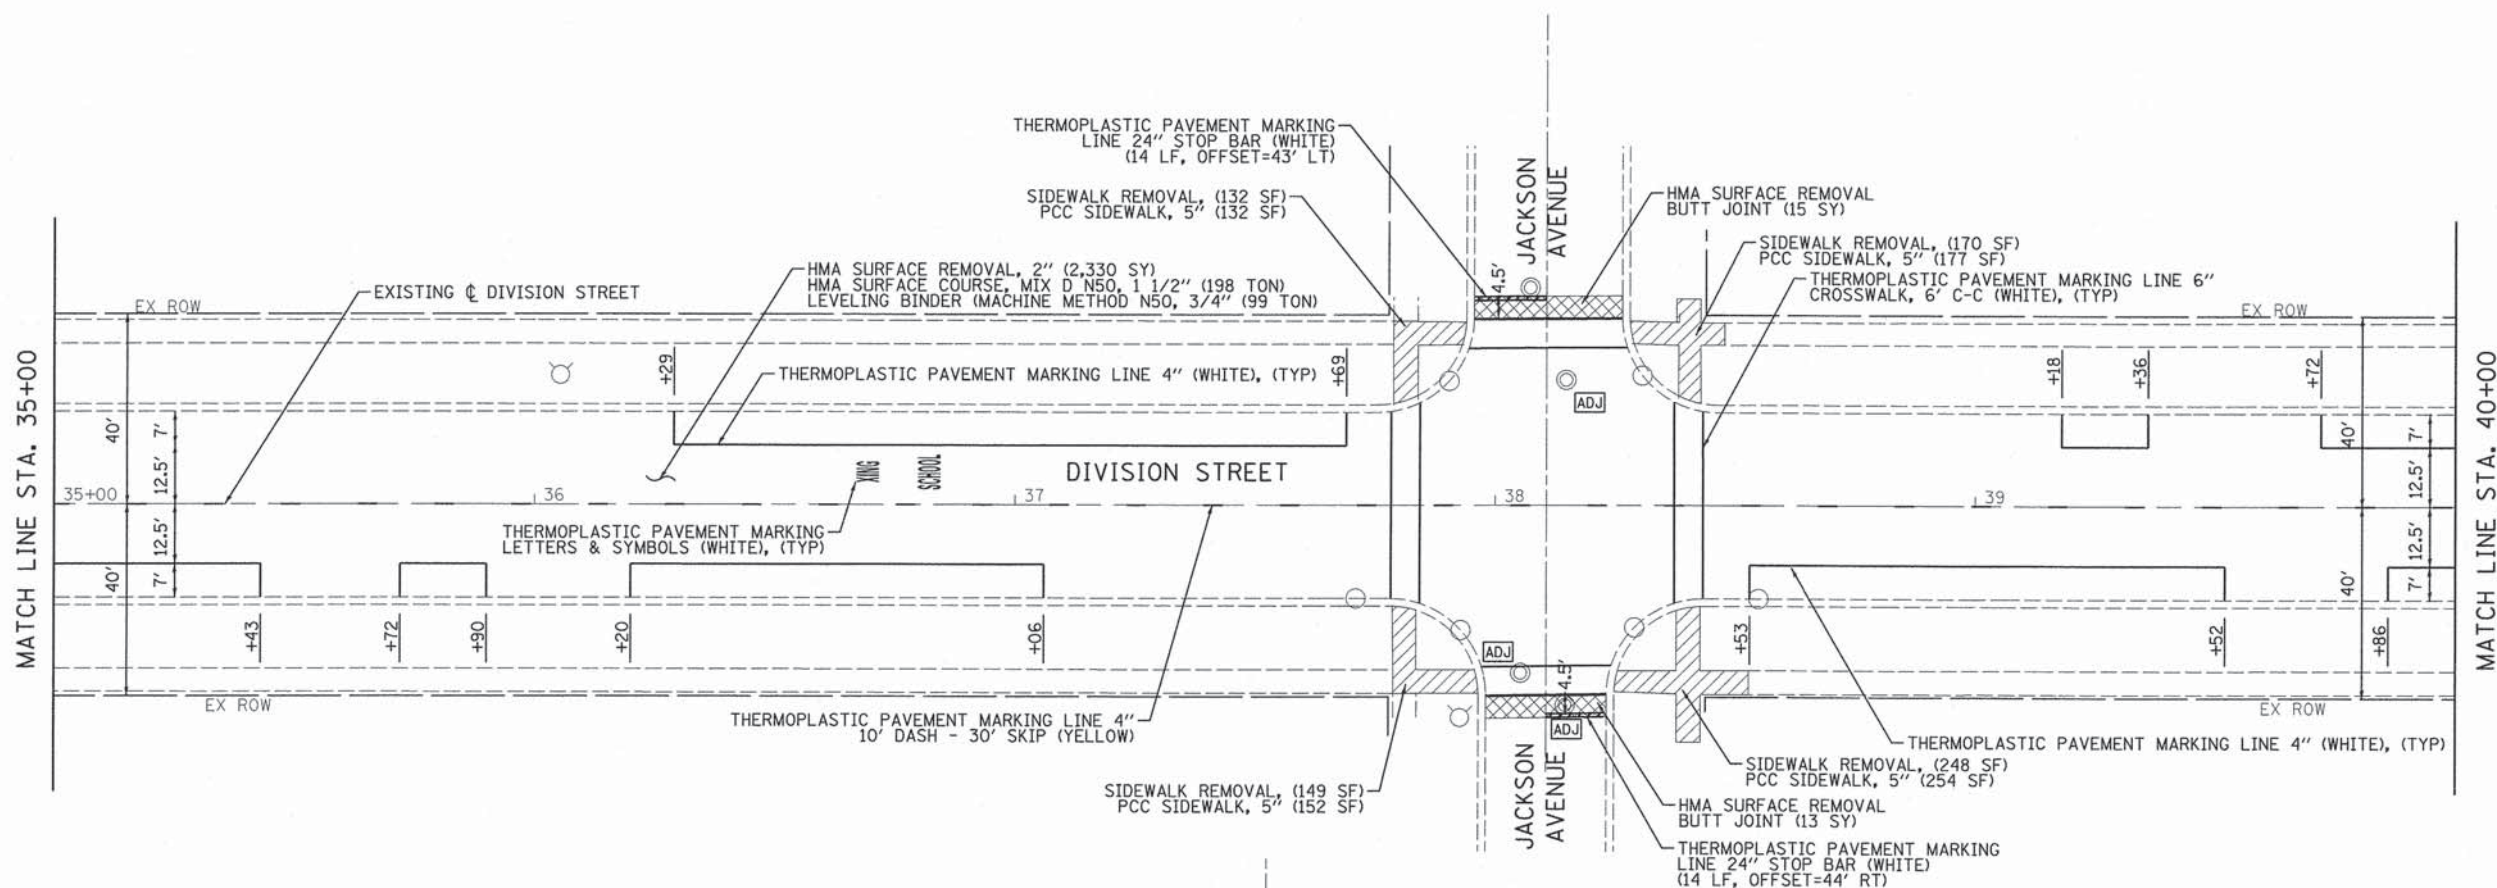 THERMOPLASTIC PAVEMENT MARKING
LINE 24" STOP BAR (WHITE)
(14 LF, OFFSET=43' LT)
SIDEWALK REMOVAL, (132 SF)
PCC SIDEWALK, 5" (132 SF)
JACKSON
AVENUE
HMA SURFACE REMOVAL
BUTT JOINT (15 SY)
SIDEWALK REMOVAL, (170 SF)
PCC SIDEWALK, 5" (177 SF)
THERMOPLASTIC PAVEMENT MARKING LINE 6"
CROSSWALK, 6' C-C (WHITE), (TYP)
HMA SURFACE REMOVAL, 2" (2,330 SY)
HMA SURFACE COURSE, MIX D N50, 1 1/2" (198 TON)
LEVELING BINDER (MACHINE METHOD N50, 3/4" (99 TON)
EXISTING ℄ DIVISION STREET
4.5'
EX ROW
EX ROW
MATCH LINE STA. 35+00
MATCH LINE STA. 40+00
+29
THERMOPLASTIC PAVEMENT MARKING LINE 4" (WHITE), (TYP)
+69
ADJ
+18
+36
+72
40'
7'
12.5'
40'
7'
12.5'
XING
SCHOOL
DIVISION STREET
35+00
36
37
38
39
THERMOPLASTIC PAVEMENT MARKING
LETTERS & SYMBOLS (WHITE), (TYP)
12.5'
40'
7'
12.5'
40'
7'
+43
+72
+90
+20
+06
+53
+52
+86
ADJ
4.5'
ADJ
EX ROW
EX ROW
THERMOPLASTIC PAVEMENT MARKING LINE 4"
10' DASH - 30' SKIP (YELLOW)
THERMOPLASTIC PAVEMENT MARKING LINE 4" (WHITE), (TYP)
SIDEWALK REMOVAL, (248 SF)
PCC SIDEWALK, 5" (254 SF)
SIDEWALK REMOVAL, (149 SF)
PCC SIDEWALK, 5" (152 SF)
JACKSON
AVENUE
HMA SURFACE REMOVAL
BUTT JOINT (13 SY)
THERMOPLASTIC PAVEMENT MARKING
LINE 24" STOP BAR (WHITE)
(14 LF, OFFSET=44' RT)